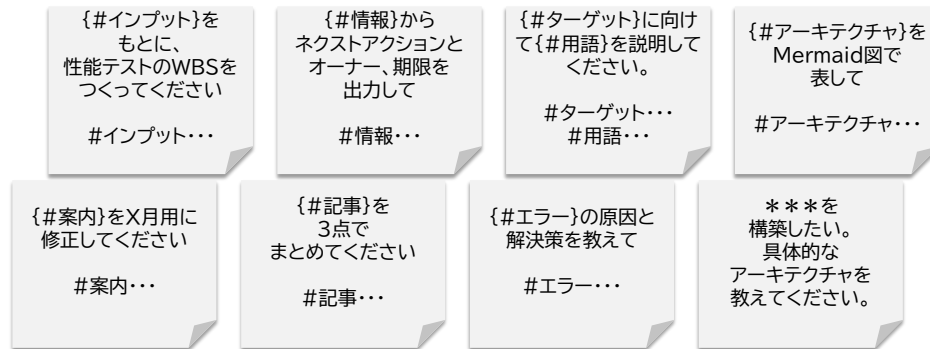 {#インプット}を
もとに、
性能テストのWBSを
つくってください
#インプット･･･
{#情報}から
ネクストアクションと
オーナー、期限を
出力して
#情報･･･
{#ターゲット}に向け
て{#用語}を説明して
ください。
#ターゲット･･･
#用語･･･
{#アーキテクチャ}を
Mermaid図で
表して
#アーキテクチャ･･･
{#案内}をX月用に
修正してください
#案内･･･
{#記事}を
3点で
まとめてください
#記事･･･
{#エラー}の原因と
解決策を教えて
#エラー･･･
＊＊＊を
構築したい。
具体的な
アーキテクチャを
教えてください。